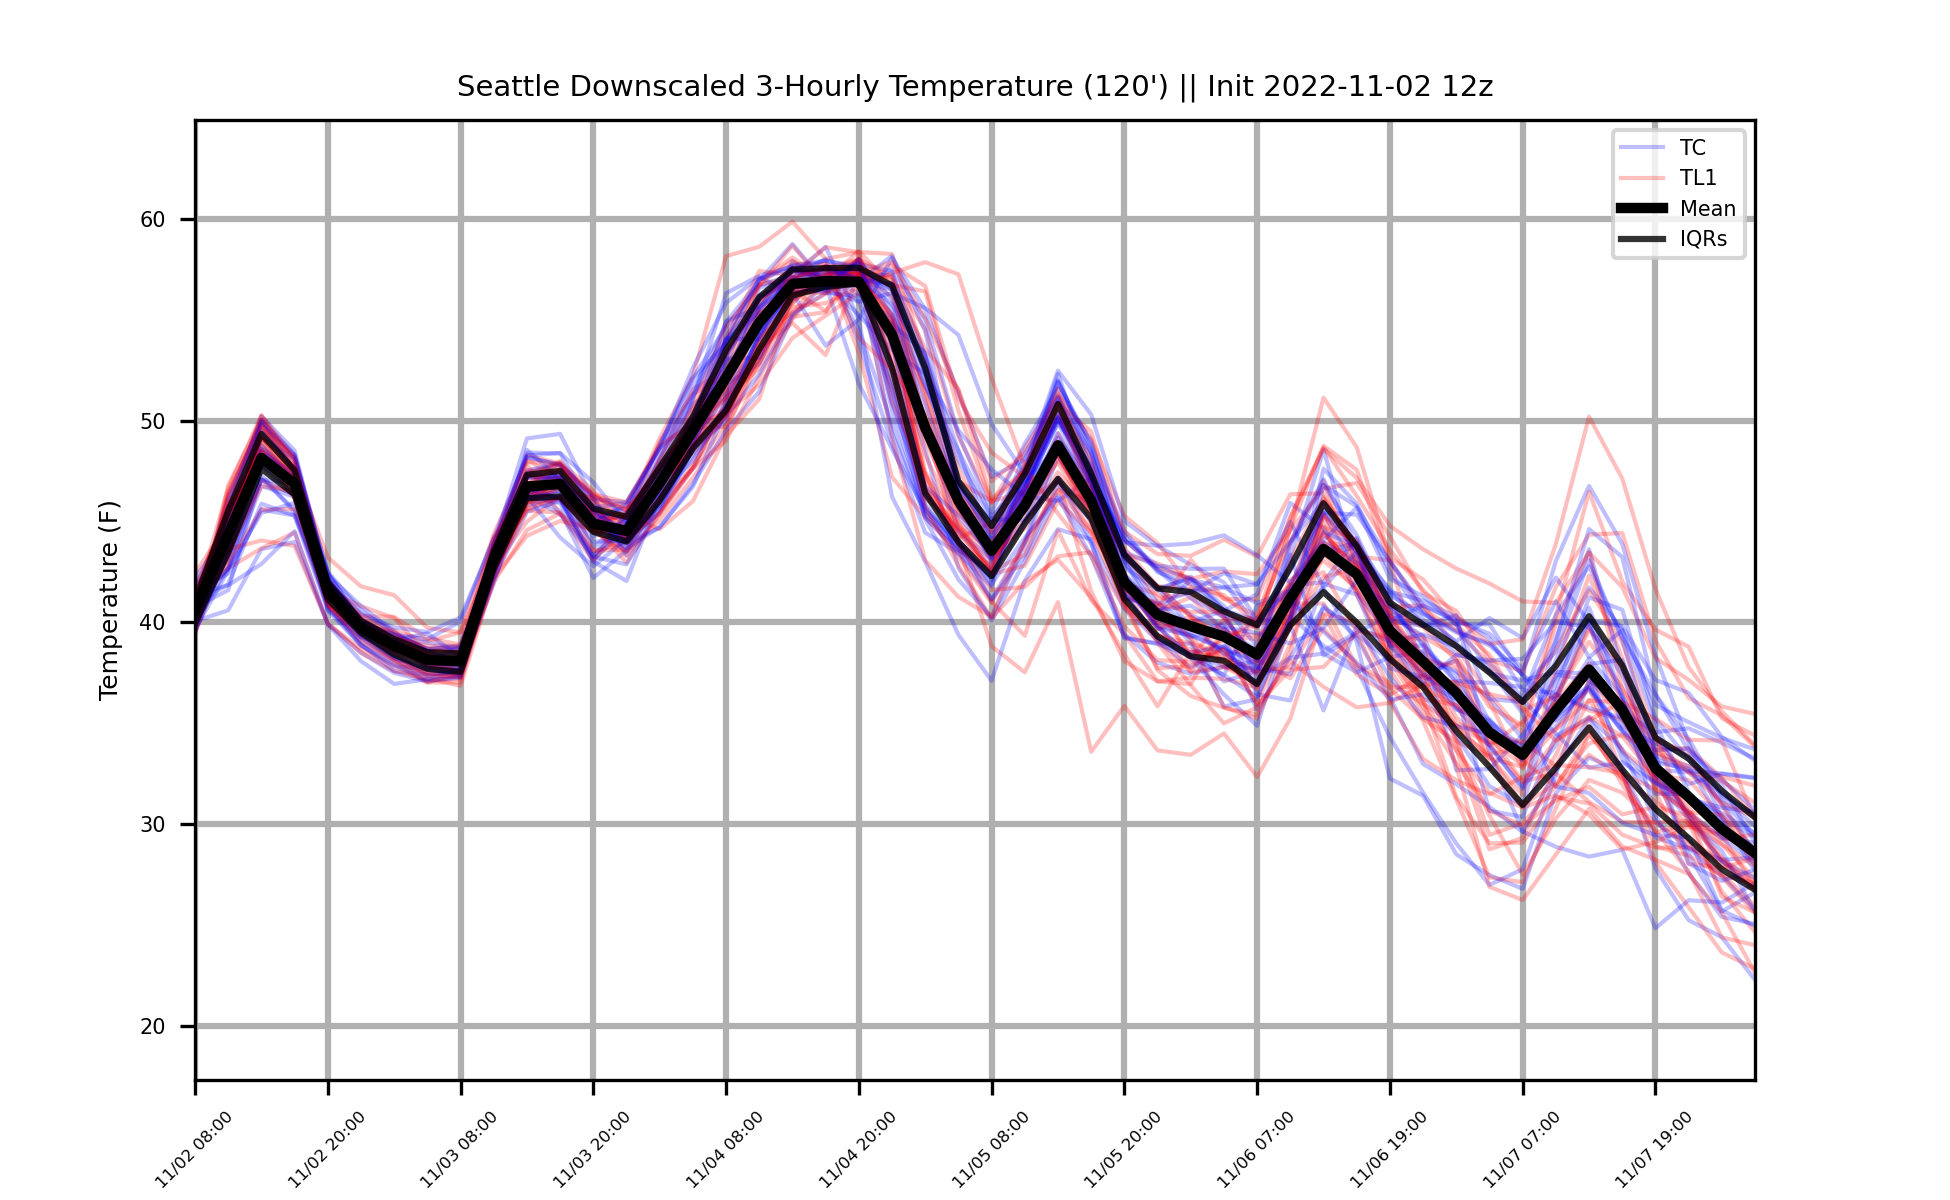 Seattle Downscaled 3-Hourly Temperature (120') || Init 2022-11-02 12z
TC
TL1
Mean
IQRs
Temperature (F)
60
50
40
30
20
11/02 08:00
11/02 20:00
11/03 08:00
11/03 20:00
11/04 08:00
11/04 20:00
11/05 08:00
11/05 20:00
11/06 07:00
11/06 19:00
11/07 07:00
11/07 19:00